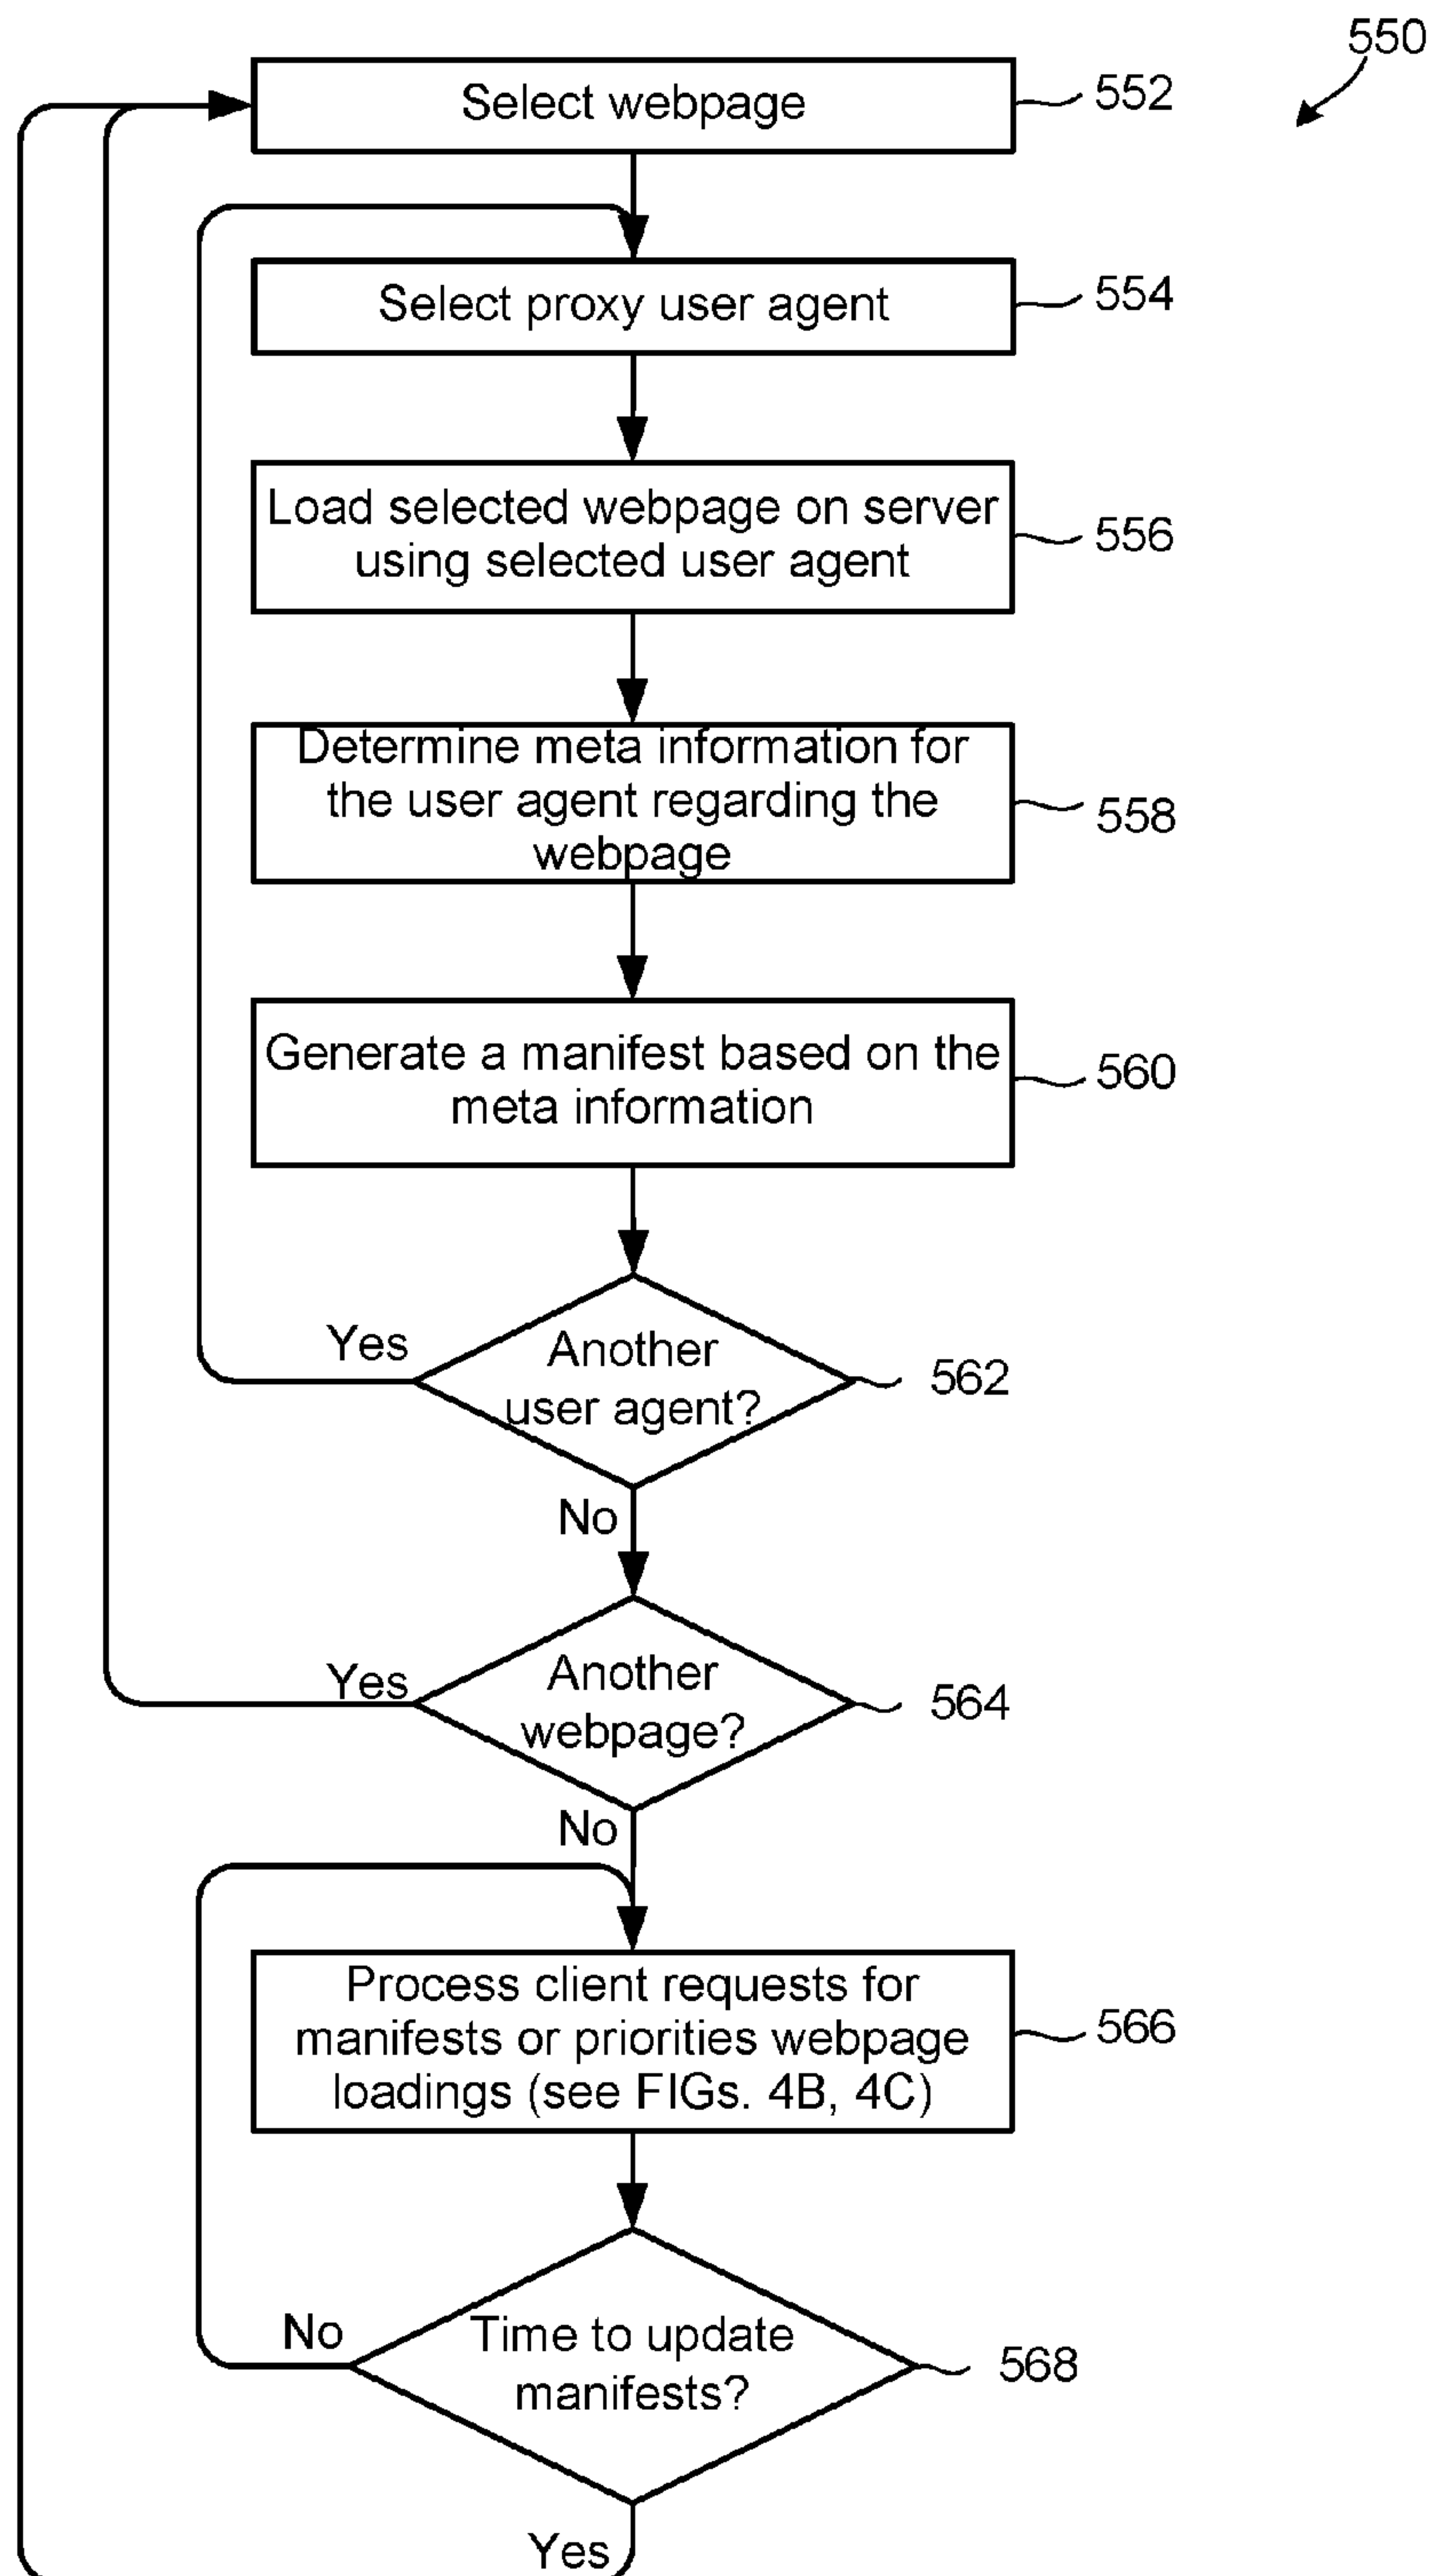 550
Select webpage
552
Select proxy user agent
554
Load selected webpage on server
using selected user agent
556
Determine meta information for
the user agent regarding the
webpage
558
Generate a manifest based on the
meta information
560
Yes
Another
user agent?
562
No
Yes
Another
webpage?
564
No
Process client requests for
manifests or priorities webpage
loadings (see FIGs. 4B, 4C)
566
No
Time to update
manifests?
568
Yes